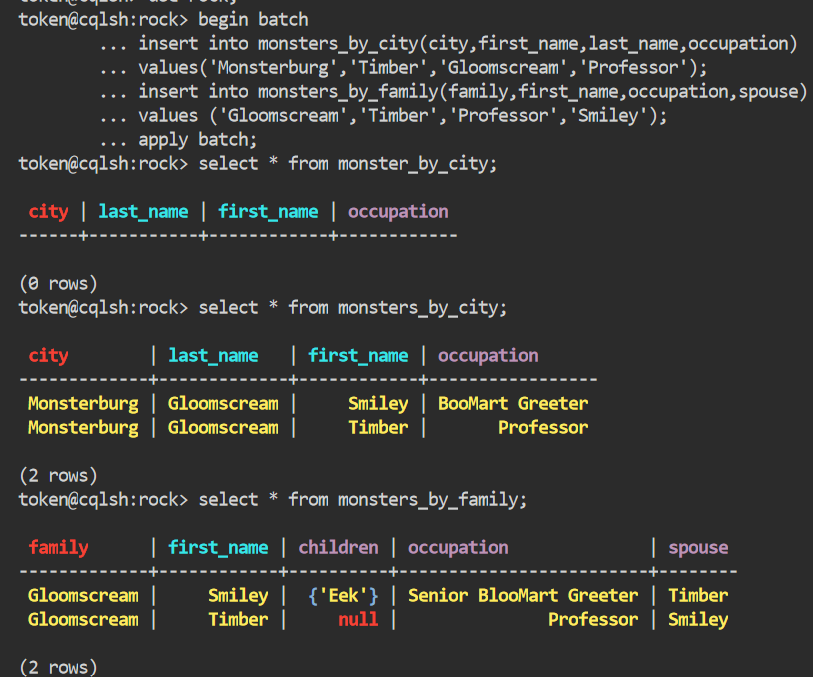 token@cqlsh:rock> begin batch
... insert into monsters_by_city(city,first_name,last_name,occupation)
... values('Monsterburg','Timber','Gloomscream','Professor');
... insert into monsters_by_family(family,first_name,occupation,spouse)
... values ('Gloomscream','Timber','Professor','Smiley');
... apply batch;
token@cqlsh:rock> select * from monster_by_city;
city | last_name | first_name | occupation
------+-----------+------------+------------
(0 rows)
token@cqlsh:rock> select * from monsters_by_city;
city | last_name | first_name | occupation
-------------+-------------+------------+-----------------
Monsterburg | Gloomscream | Smiley | BooMart Greeter
Monsterburg | Gloomscream | Timber | Professor
(2 rows)
token@cqlsh:rock> select * from monsters_by_family;
family | first_name | children | occupation | spouse
-------------+------------+----------+-------------------------+--------
Gloomscream | Smiley | {'Eek'} | Senior BlooMart Greeter | Timber
Gloomscream | Timber | null | Professor | Smiley
(2 rows)